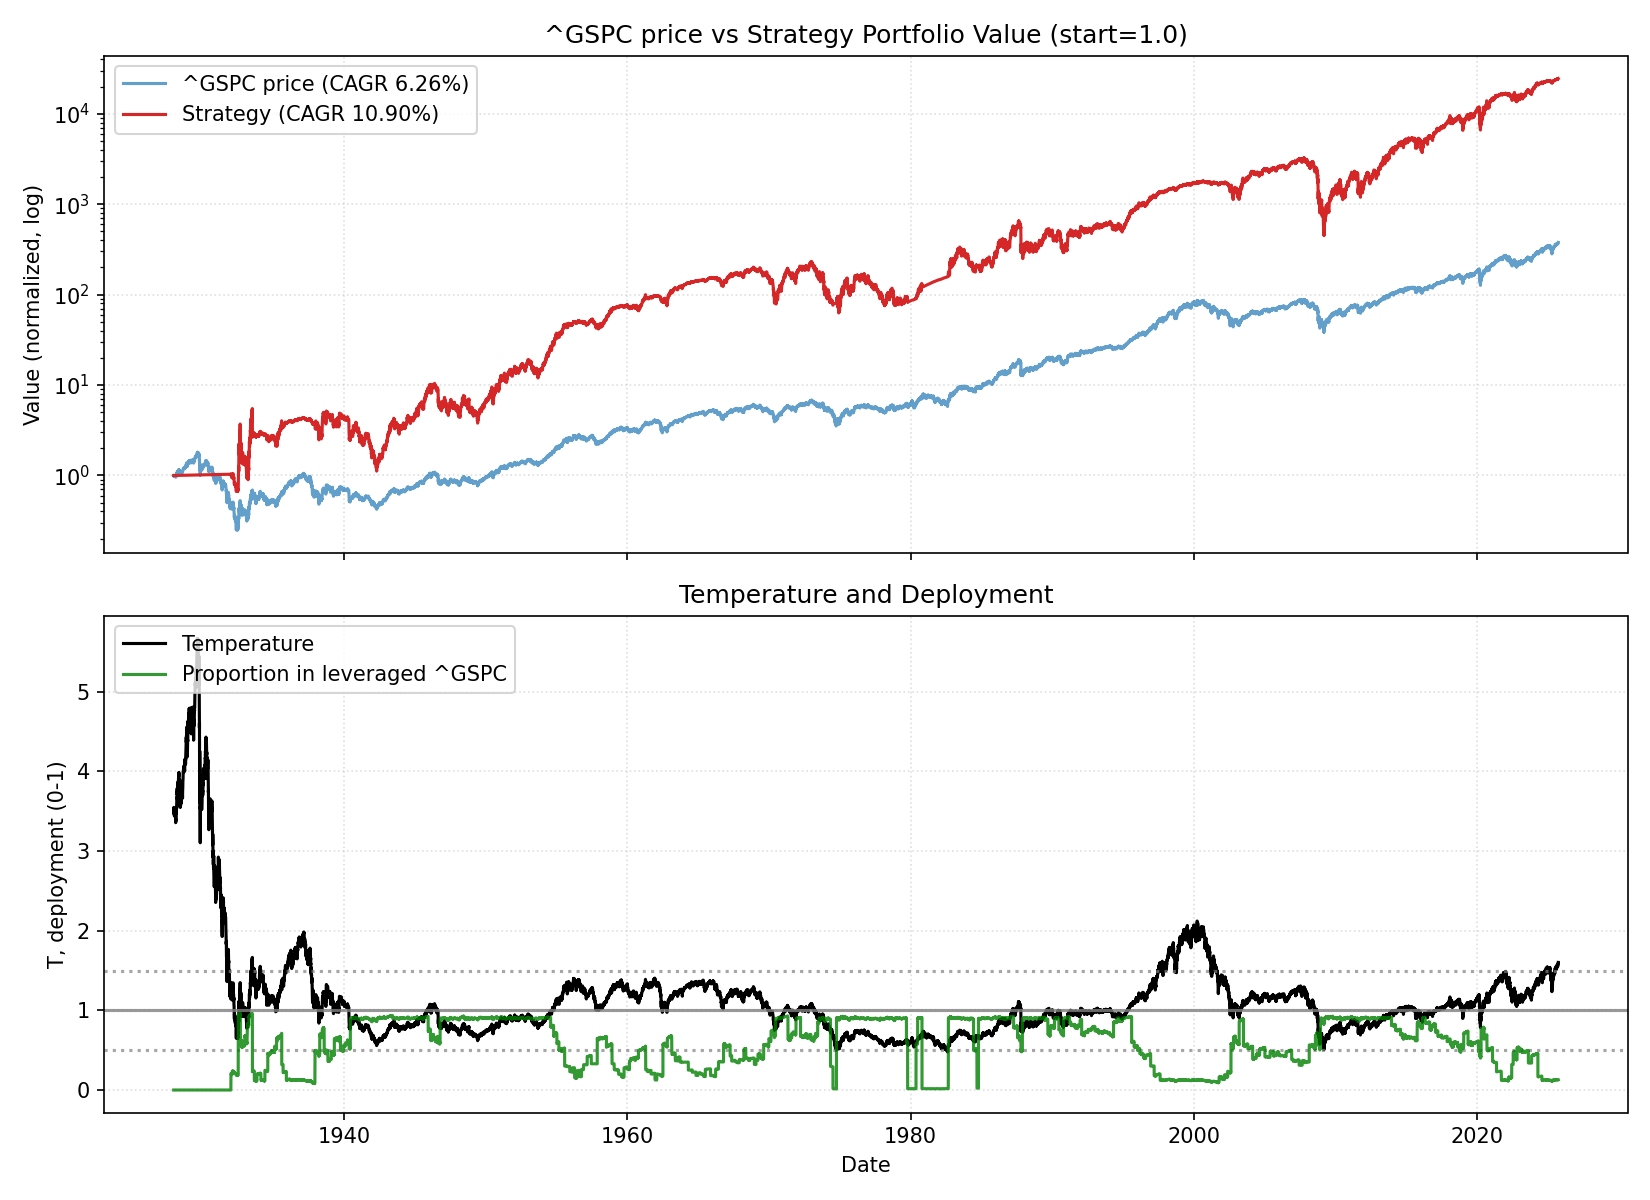 ^GSPC price vs Strategy Portfolio Value (start=1.0)
^GSPC price (CAGR 6.26%)
Strategy (CAGR 10.90%)
Value (normalized, log)
10^4
10^3
10^2
10^1
10^0
Temperature and Deployment
Temperature
Proportion in leveraged ^GSPC
T, deployment (0-1)
5
4
3
2
1
0
1940 1960 1980 2000 2020
Date